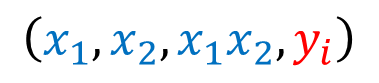 (x₁, x₂, x₁x₂, yᵢ)